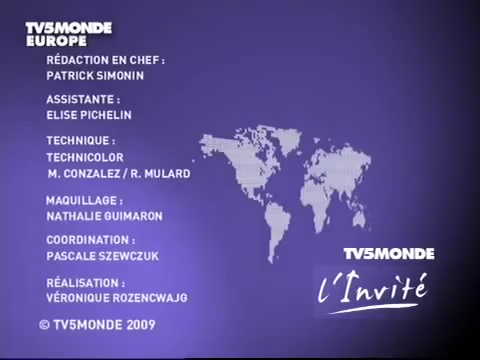 TV5MONDE
EUROPE
RÉDACTION EN CHEF :
PATRICK SIMONIN
ASSISTANTE :
ELISE PICHELIN
TECHNIQUE :
TECHNICOLOR
M. CONZALEZ / R. MULARD
MAQUILLAGE :
NATHALIE GUIMARON
COORDINATION :
PASCALE SZEWCZUK
RÉALISATION :
VÉRONIQUE ROZENCWAJG
© TV5MONDE 2009
TV5MONDE
l'Invité